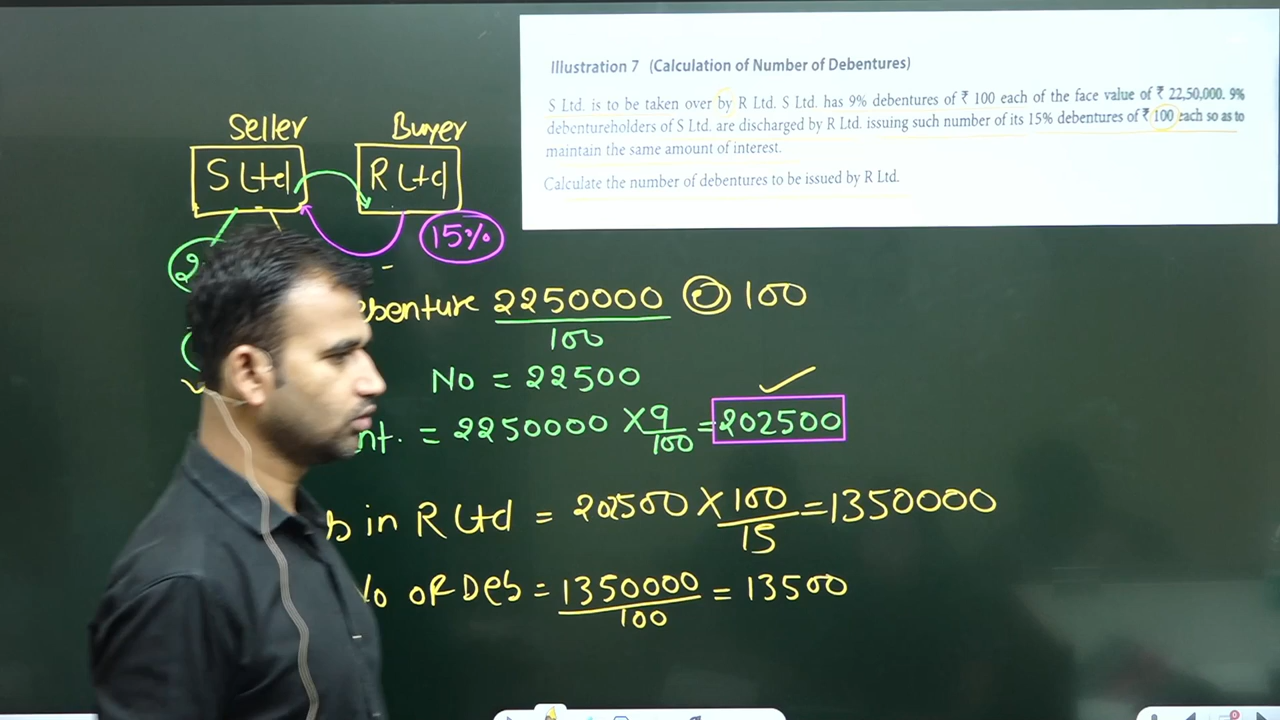 Illustration 7 (Calculation of Number of Debentures)
S Ltd. is to be taken over by R Ltd. S Ltd. has 9% debentures of ₹ 100 each of the face value of ₹ 22,50,000. 9%
debentureholders of S Ltd. are discharged by R Ltd. issuing such number of its 15% debentures of ₹ 100 each so as to
maintain the same amount of interest.
Calculate the number of debentures to be issued by R Ltd.
Seller Buyer
S Ltd R Ltd
15%
2250000 @ 100
100
No = 22500
= 2250000 × 9/100 = 202500
in R Ltd = 202500 × 100/15 = 1350000
OF Deb = 1350000/100 = 13500